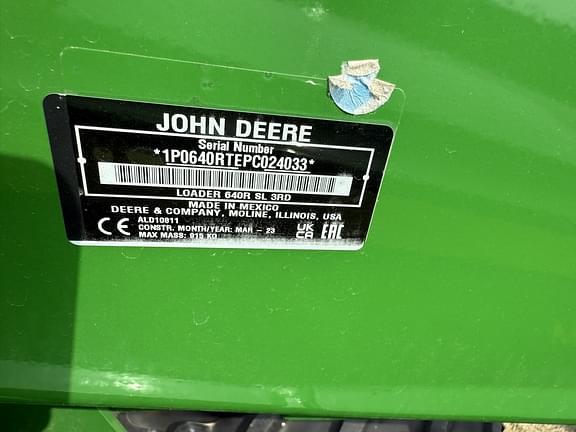 JOHN DEERE
Serial Number
*1P0640RTEPC024033*
LOADER 640R SL 3RD
MADE IN MEXICO
DEERE & COMPANY, MOLINE, ILLINOIS, USA
CE ALD10811
CONSTR. MONTH/YEAR: MAR - 23
MAX MASS: 815 KG
UK CA EAC